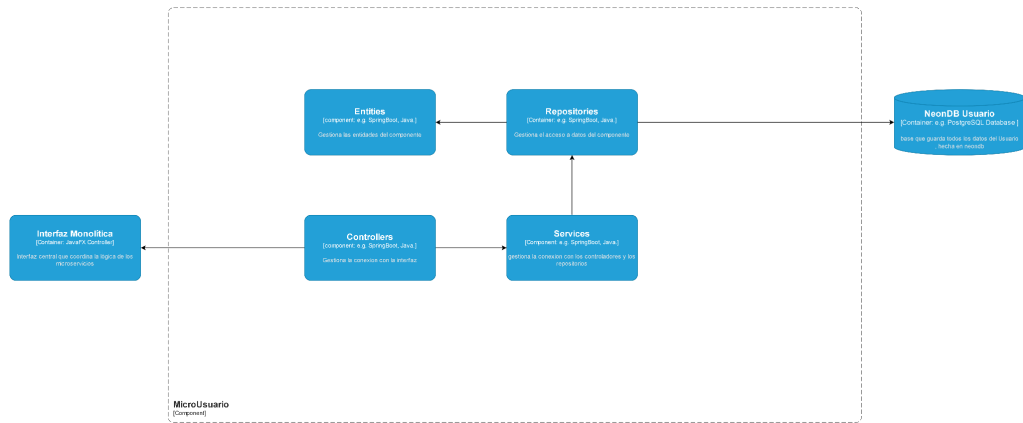 Entities
[component: e.g. SpringBoot, Java.]
Gestiona las entidades del componente
Repositories
[Container: e.g. SpringBoot, Java.]
Gestiona el acceso a datos del componente
NeonDB Usuario
[Container: e.g. PostgreSQL Database ]
base que guarda todos los datos del Usuario
, hecha en neondb
Interfaz Monolítica
[Container: JavaFX Controller]
interfaz central que coordina la lógica de los
microservicios.
Controllers
[component: e.g. SpringBoot, Java.]
Gestiona la conexion con la interfaz
Services
[Component: e.g. SpringBoot, Java.]
gestiona la conexión con los controladores y los
repositorios
MicroUsuario
[Component]